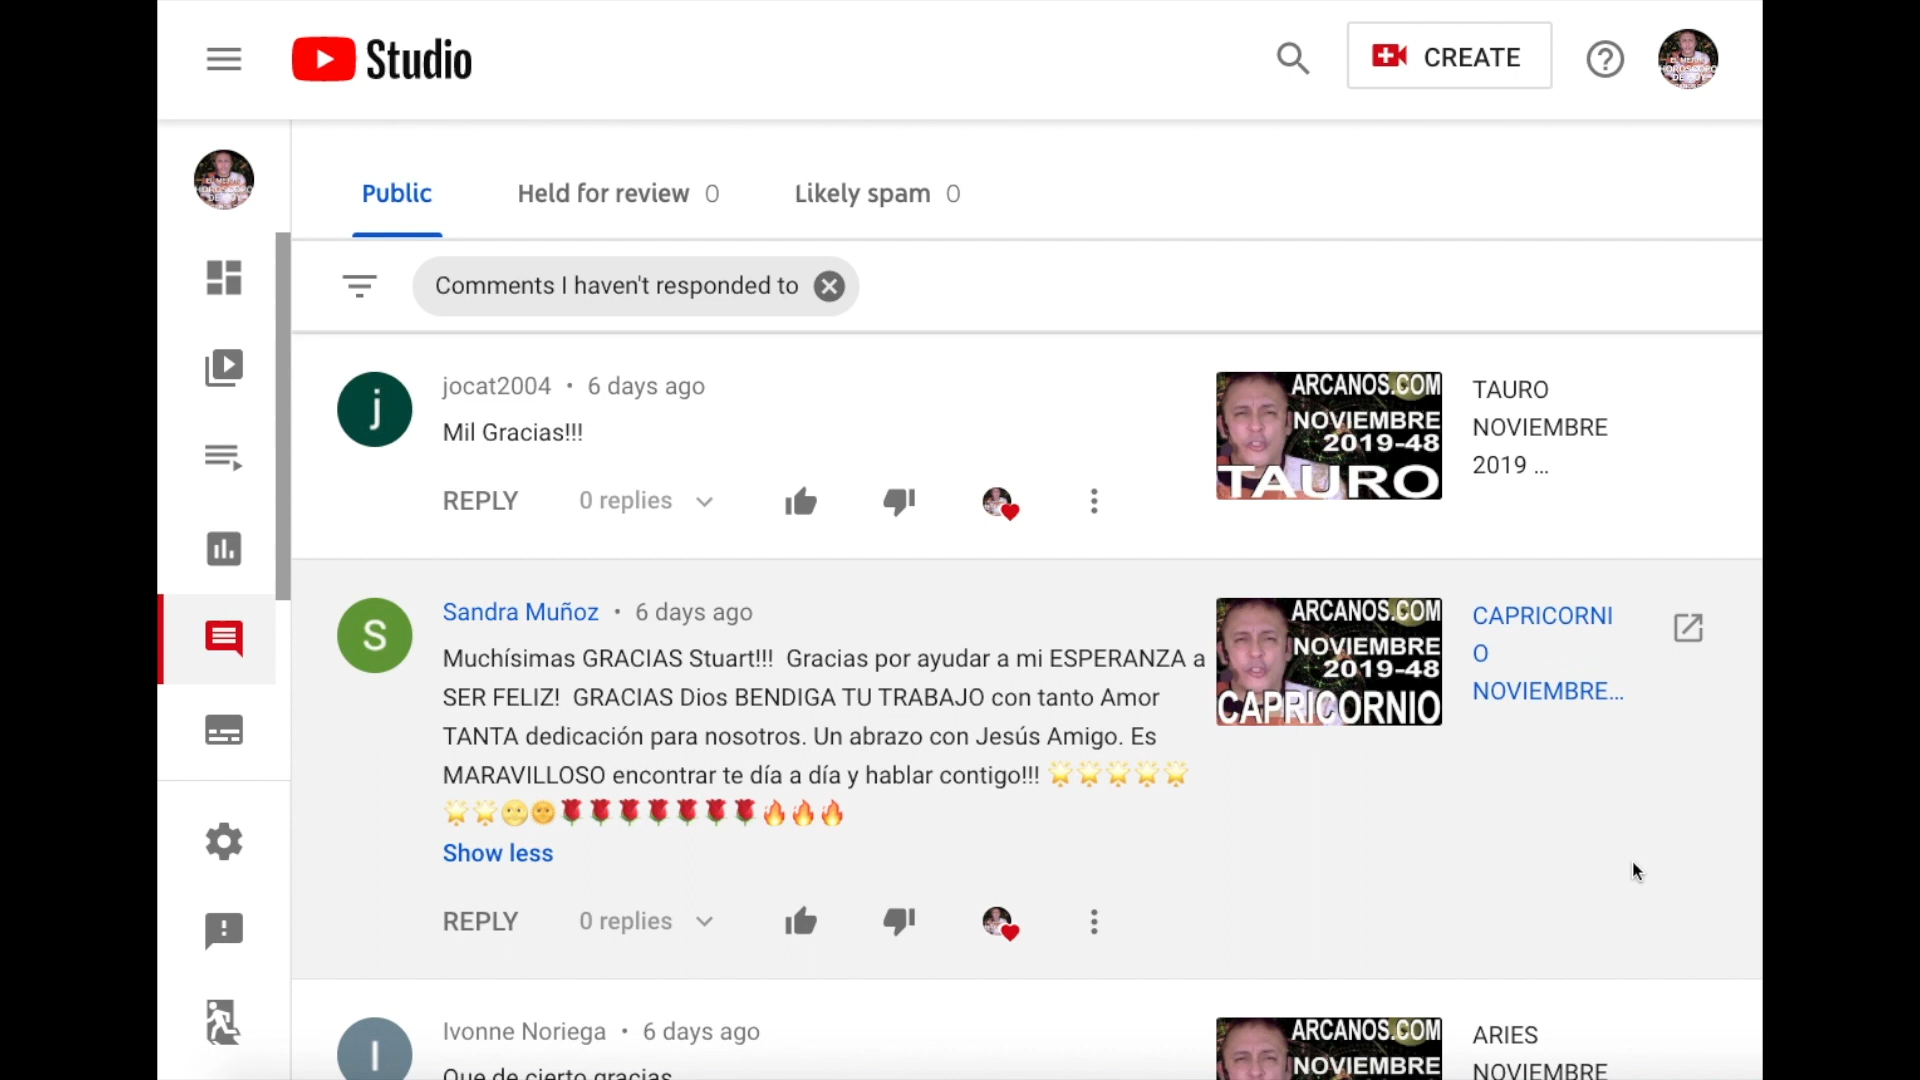 Studio
CREATE
Public
Held for review 0
Likely spam 0
Comments I haven't responded to
j
jocat2004 • 6 days ago
Mil Gracias!!!
REPLY
0 replies
ARCANOS.COM
NOVIEMBRE
2019-48
TAURO
TAURO
NOVIEMBRE
2019 ...
S
Sandra Muñoz • 6 days ago
Muchísimas GRACIAS Stuart!!! Gracias por ayudar a mi ESPERANZA a
SER FELIZ! GRACIAS Dios BENDIGA TU TRABAJO con tanto Amor
TANTA dedicación para nosotros. Un abrazo con Jesús Amigo. Es
MARAVILLOSO encontrar te día a día y hablar contigo!!! 🌟🌟🌟🌟🌟
🌟🌟🌝🌞🌹🌹🌹🌹🌹🌹🌹🔥🔥🔥
Show less
REPLY
0 replies
ARCANOS.COM
NOVIEMBRE
2019-48
CAPRICORNIO
CAPRICORNI
O
NOVIEMBRE...
I
Ivonne Noriega • 6 days ago
Que de cierto gracias
ARCANOS.COM
NOVIEMBRE
ARIES
NOVIEMBRE